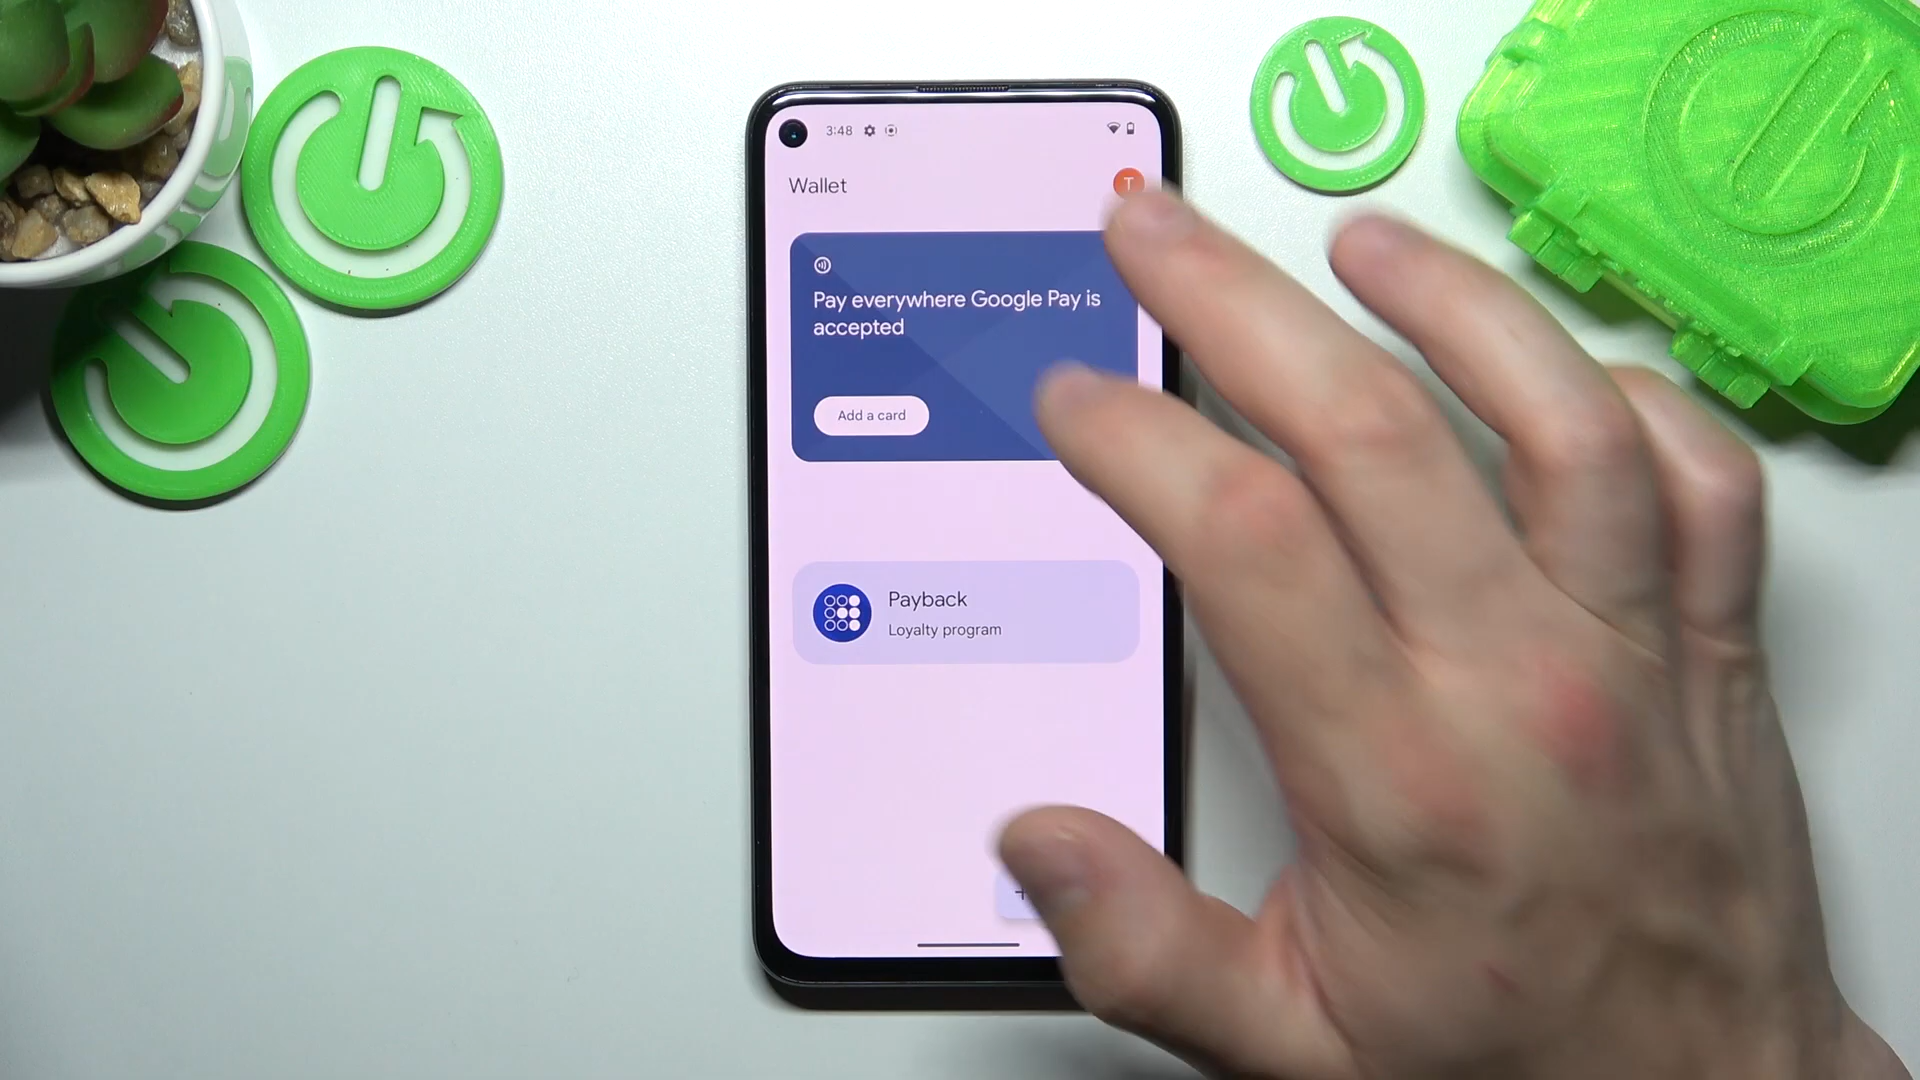 3:48
Wallet
T
Pay everywhere Google Pay is
accepted
Add a card
Payback
Loyalty program
+